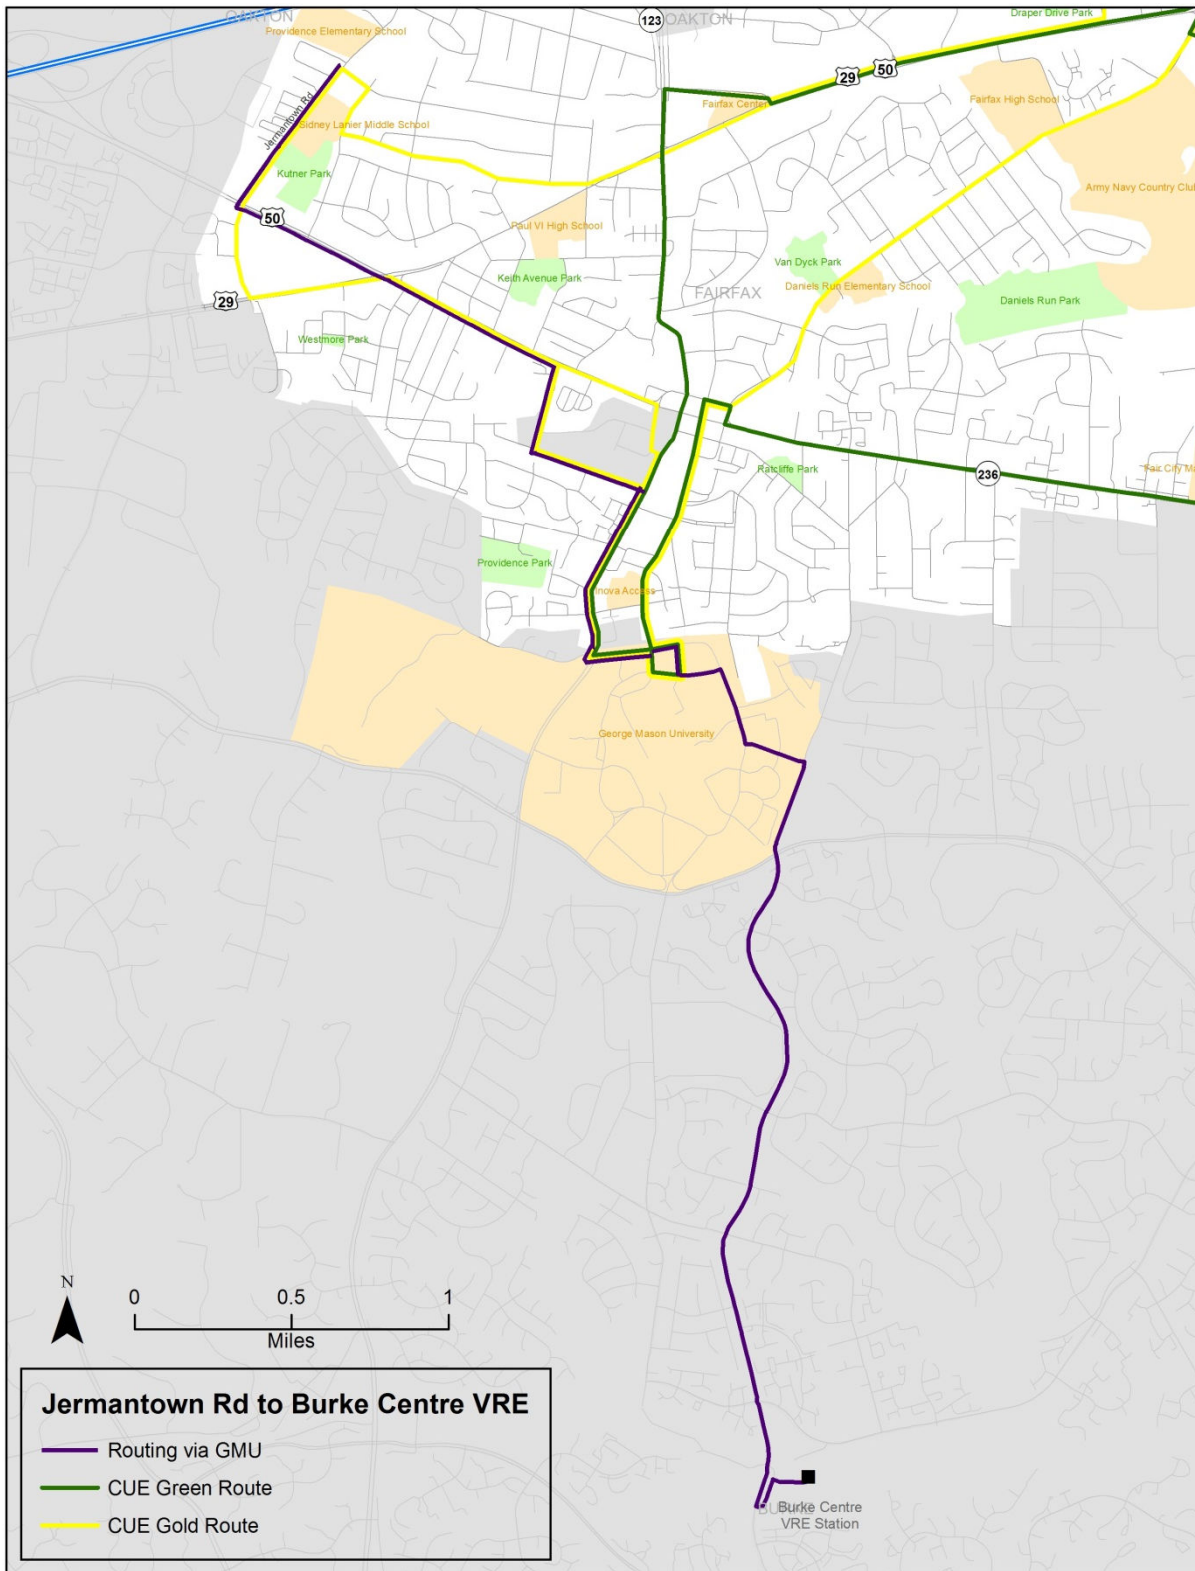 OAKTON
123
OAKTON
Draper Drive Park
Providence Elementary School
29
50
Jermantown Rd
Sidney Lanier Middle School
Fairfax Center
Fairfax High School
Kutner Park
Army Navy Country Club
50
Paul VI High School
Van Dyck Park
Keith Avenue Park
Daniels Run Elementary School
FAIRFAX
29
Daniels Run Park
Westmore Park
Ratcliffe Park
236
Fair City Ma
Providence Park
Inova Access
George Mason University
N
0 0.5 1
Miles
Jermantown Rd to Burke Centre VRE
Routing via GMU
CUE Green Route
CUE Gold Route
Burke Centre
VRE Station